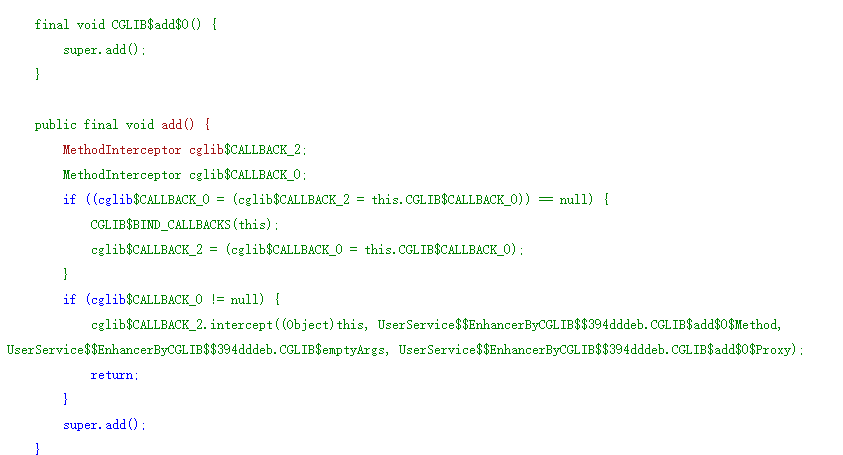 final void CGLIB$add$0() {
super.add();
}
public final void add() {
MethodInterceptor cglib$CALLBACK_2;
MethodInterceptor cglib$CALLBACK_0;
if ((cglib$CALLBACK_0 = (cglib$CALLBACK_2 = this.CGLIB$CALLBACK_0)) == null) {
CGLIB$BIND_CALLBACKS(this);
cglib$CALLBACK_2 = (cglib$CALLBACK_0 = this.CGLIB$CALLBACK_0);
}
if (cglib$CALLBACK_0 != null) {
cglib$CALLBACK_2.intercept((Object)this, UserService$$EnhancerByCGLIB$$394dddeb.CGLIB$add$0$Method,
UserService$$EnhancerByCGLIB$$394dddeb.CGLIB$emptyArgs, UserService$$EnhancerByCGLIB$$394dddeb.CGLIB$add$0$Proxy);
return;
}
super.add();
}